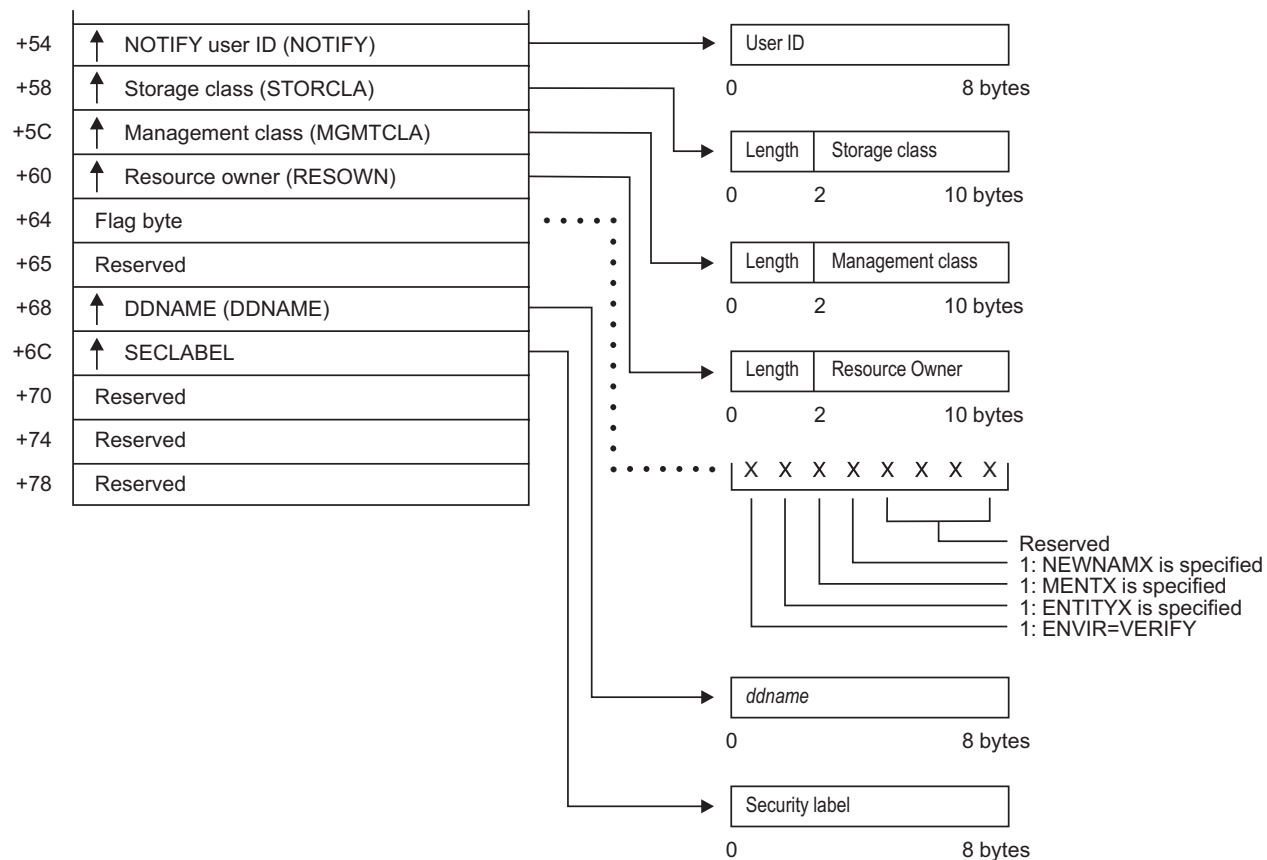 +54 NOTIFY user ID (NOTIFY)
+58 Storage class (STORCLA)
+5C Management class (MGMTCLA)
+60 Resource owner (RESOWN)
+64 Flag byte
+65 Reserved
+68 DDNAME (DDNAME)
+6C SECLABEL
+70 Reserved
+74 Reserved
+78 Reserved
User ID
0 8 bytes
Length Storage class
0 2 10 bytes
Length Management class
0 2 10 bytes
Length Resource Owner
0 2 10 bytes
X X X X X X X X
Reserved
1: NEWNAMX is specified
1: MENTX is specified
1: ENTITYX is specified
1: ENVIR=VERIFY
ddname
0 8 bytes
Security label
0 8 bytes